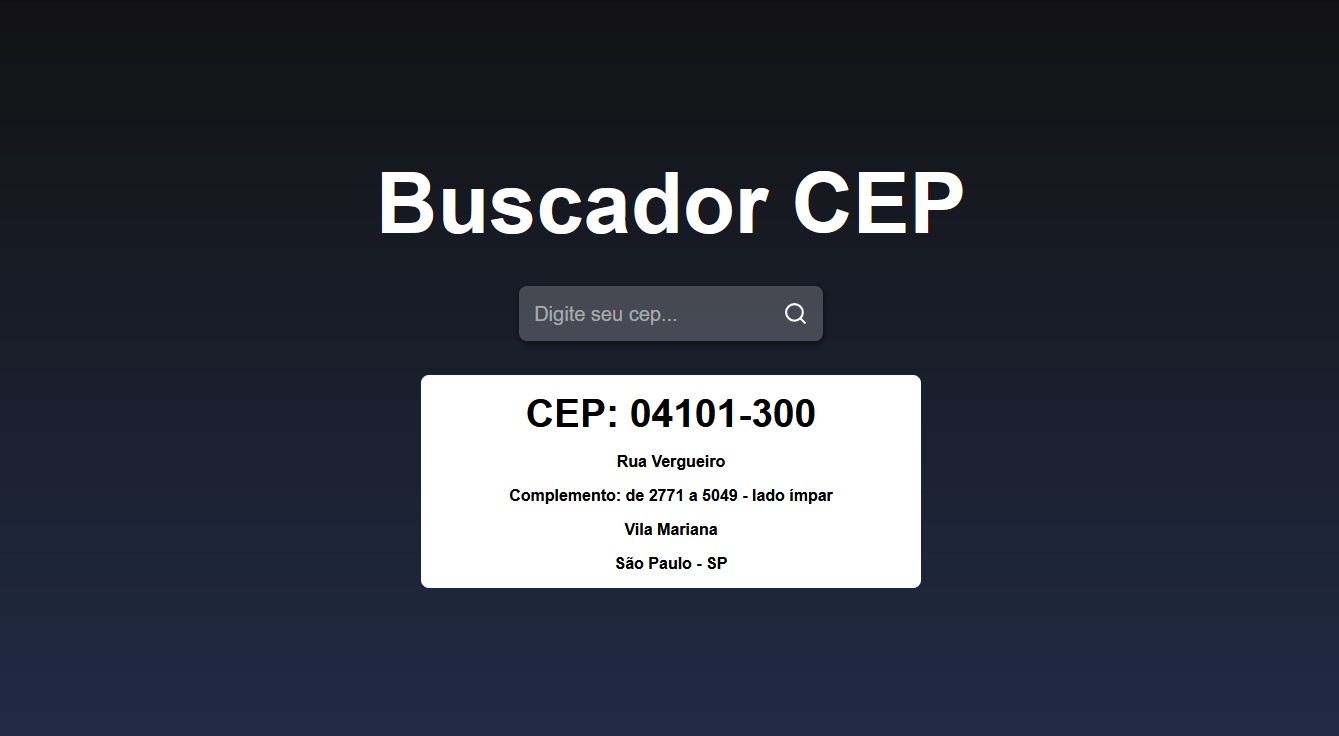 Buscador CEP
Digite seu cep...
CEP: 04101-300
Rua Vergueiro
Complemento: de 2771 a 5049 - lado ímpar
Vila Mariana
São Paulo - SP